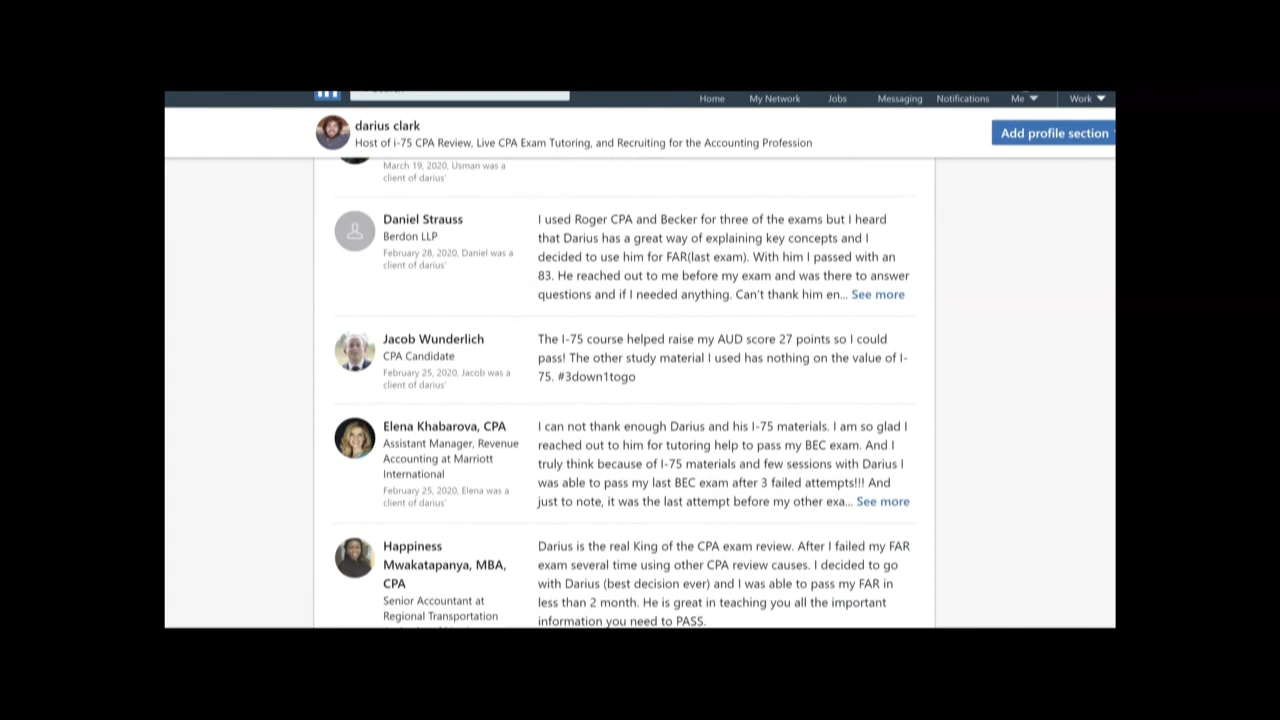 Home My Network Jobs Messaging Notifications Me Work
darius clark
Host of i-75 CPA Review, Live CPA Exam Tutoring, and Recruiting for the Accounting Profession
Add profile section
March 19, 2020, Usman was a
client of darius'
Daniel Strauss
Berdon LLP
February 28, 2020, Daniel was a
client of darius'
I used Roger CPA and Becker for three of the exams but I heard
that Darius has a great way of explaining key concepts and I
decided to use him for FAR(last exam). With him I passed with an
83. He reached out to me before my exam and was there to answer
questions and if I needed anything. Can't thank him en... See more
Jacob Wunderlich
CPA Candidate
February 25, 2020, Jacob was a
client of darius'
The I-75 course helped raise my AUD score 27 points so I could
pass! The other study material I used has nothing on the value of I-
75. #3down1togo
Elena Khabarova, CPA
Assistant Manager, Revenue
Accounting at Marriott
International
February 25, 2020, Elena was a
client of darius'
I can not thank enough Darius and his I-75 materials. I am so glad I
reached out to him for tutoring help to pass my BEC exam. And I
truly think because of I-75 materials and few sessions with Darius I
was able to pass my last BEC exam after 3 failed attempts!!! And
just to note, it was the last attempt before my other exa... See more
Happiness
Mwakatapanya, MBA,
CPA
Senior Accountant at
Regional Transportation
Darius is the real King of the CPA exam review. After I failed my FAR
exam several time using other CPA review causes. I decided to go
with Darius (best decision ever) and I was able to pass my FAR in
less than 2 month. He is great in teaching you all the important
information you need to PASS.